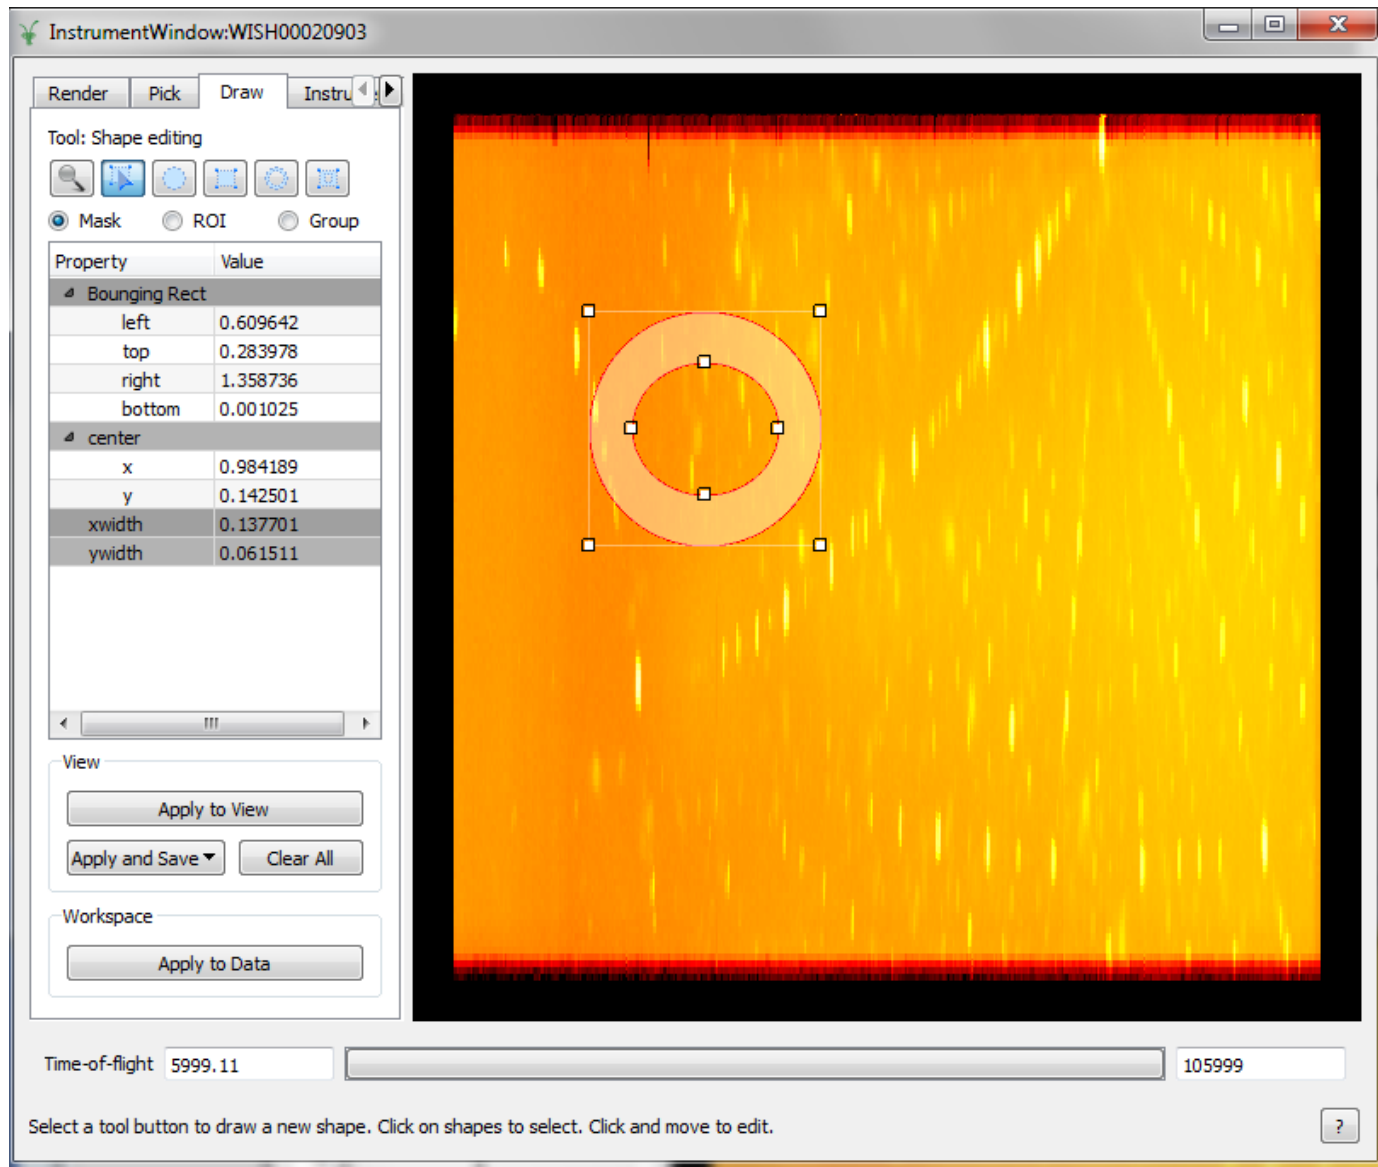 InstrumentWindow:WISH00020903
Render Pick Draw
Tool: Shape editing
Mask ROI Group
Property Value
Bounding Rect
left 0.609642
top 0.283978
right 1.358736
bottom 0.001025
center
x 0.984189
y 0.142501
xwidth 0.137701
ywidth 0.061511
View
Apply to View
Apply and Save Clear All
Workspace
Apply to Data
Time-of-flight 5999.11 105999
Select a tool button to draw a new shape. Click on shapes to select. Click and move to edit. ?